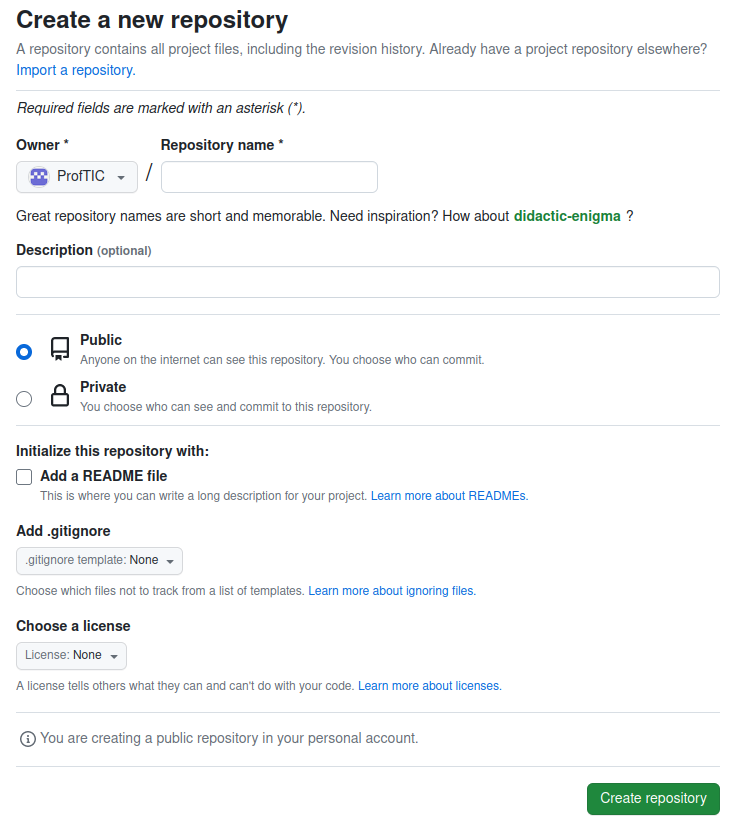 Create a new repository
A repository contains all project files, including the revision history. Already have a project repository elsewhere?
Import a repository.
Required fields are marked with an asterisk (*).
Owner * Repository name *
ProfTIC /
Great repository names are short and memorable. Need inspiration? How about didactic-enigma ?
Description (optional)
Public
Anyone on the internet can see this repository. You choose who can commit.
Private
You choose who can see and commit to this repository.
Initialize this repository with:
Add a README file
This is where you can write a long description for your project. Learn more about READMEs.
Add .gitignore
.gitignore template: None
Choose which files not to track from a list of templates. Learn more about ignoring files.
Choose a license
License: None
A license tells others what they can and can't do with your code. Learn more about licenses.
You are creating a public repository in your personal account.
Create repository